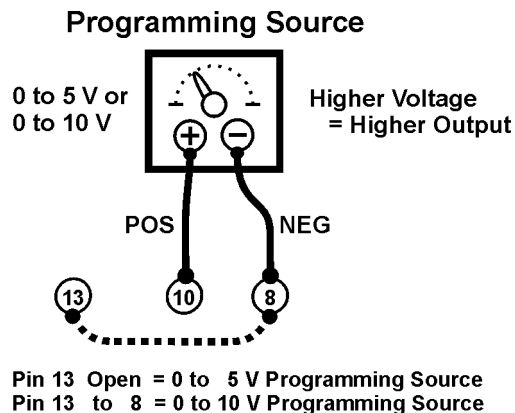 Programming Source
0 to 5 V or
0 to 10 V
Higher Voltage
= Higher Output
+ −
POS
NEG
13 10 8
Pin 13 Open = 0 to 5 V Programming Source
Pin 13 to 8 = 0 to 10 V Programming Source